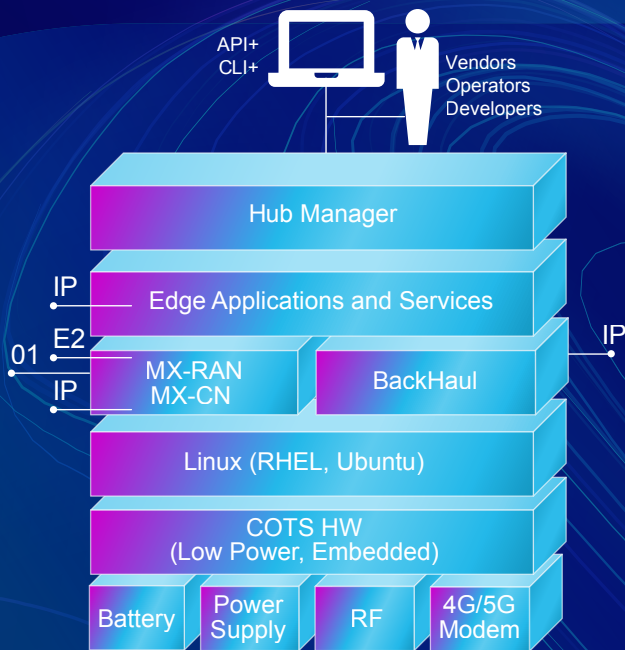 API+
CLI+
Vendors
Operators
Developers
Hub Manager
IP
Edge Applications and Services
E2
01
IP
MX-RAN
MX-CN
BackHaul
IP
Linux (RHEL, Ubuntu)
COTS HW
(Low Power, Embedded)
Battery
Power
Supply
RF
4G/5G
Modem